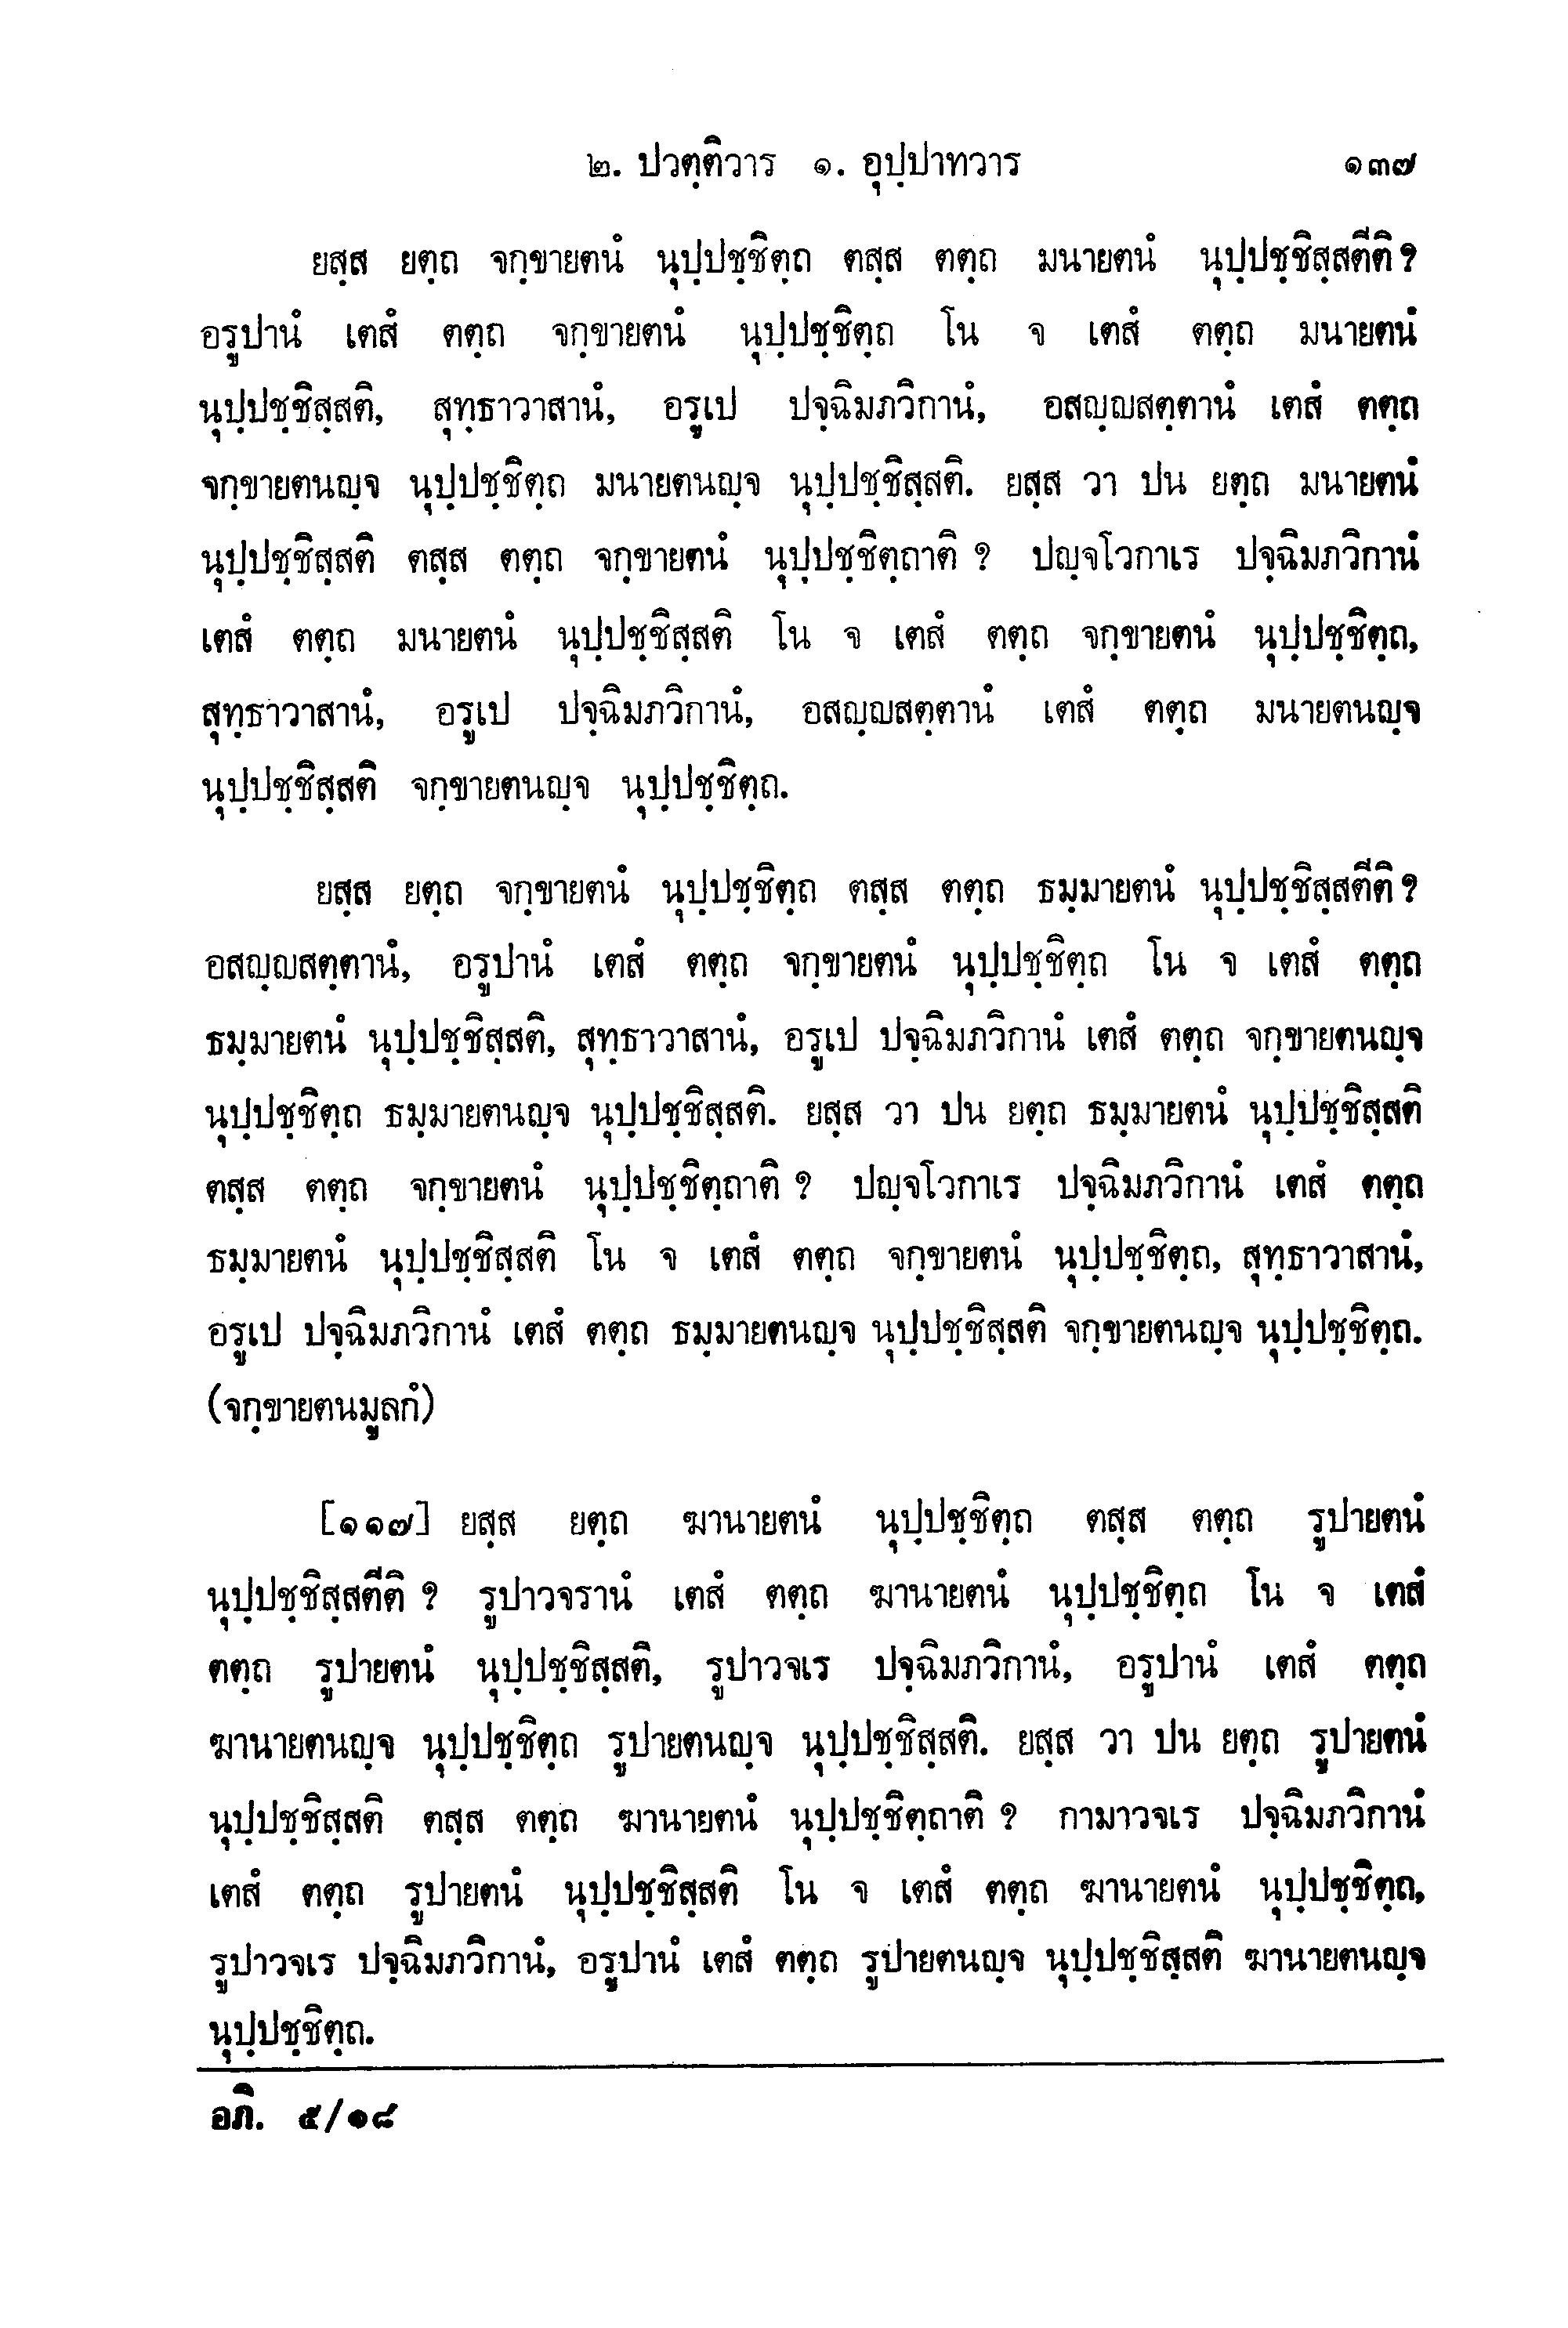 ๒. ปวตฺติวาร ๑. อุปฺปาทวาร ๑๓๗
ยสฺส ยตฺถ จกฺขายตนํ นุปฺปชฺชิตฺถ ตสฺส ตตฺถ มนายตนํ นุปฺปชฺชิสฺสตีติ ?
อรูปานํ เตสํ ตตฺถ จกฺขายตนํ นุปฺปชฺชิตฺถ โน จ เตสํ ตตฺถ มนายตนํ
นุปฺปชฺชิสฺสติ, สุทฺธาวาสานํ, อรูเป ปจฺฉิมภวิกานํ, อสญฺญสตฺตานํ เตสํ ตตฺถ
จกฺขายตนญฺจ นุปฺปชฺชิตฺถ มนายตนญฺจ นุปฺปชฺชิสฺสติ. ยสฺส วา ปน ยตฺถ มนายตนํ
นุปฺปชฺชิสฺสติ ตสฺส ตตฺถ จกฺขายตนํ นุปฺปชฺชิตฺถาติ ? ปญฺจโวกาเร ปจฺฉิมภวิกานํ
เตสํ ตตฺถ มนายตนํ นุปฺปชฺชิสฺสติ โน จ เตสํ ตตฺถ จกฺขายตนํ นุปฺปชฺชิตฺถ,
สุทฺธาวาสานํ, อรูเป ปจฺฉิมภวิกานํ, อสญฺญสตฺตานํ เตสํ ตตฺถ มนายตนญฺจ
นุปฺปชฺชิสฺสติ จกฺขายตนญฺจ นุปฺปชฺชิตฺถ.
ยสฺส ยตฺถ จกฺขายตนํ นุปฺปชฺชิตฺถ ตสฺส ตตฺถ ธมฺมายตนํ นุปฺปชฺชิสฺสตีติ ?
อสญฺญสตฺตานํ, อรูปานํ เตสํ ตตฺถ จกฺขายตนํ นุปฺปชฺชิตฺถ โน จ เตสํ ตตฺถ
ธมฺมายตนํ นุปฺปชฺชิสฺสติ, สุทฺธาวาสานํ, อรูเป ปจฺฉิมภวิกานํ เตสํ ตตฺถ จกฺขายตนญฺจ
นุปฺปชฺชิตฺถ ธมฺมายตนญฺจ นุปฺปชฺชิสฺสติ. ยสฺส วา ปน ยตฺถ ธมฺมายตนํ นุปฺปชฺชิสฺสติ
ตสฺส ตตฺถ จกฺขายตนํ นุปฺปชฺชิตฺถาติ ? ปญฺจโวกาเร ปจฺฉิมภวิกานํ เตสํ ตตฺถ
ธมฺมายตนํ นุปฺปชฺชิสฺสติ โน จ เตสํ ตตฺถ จกฺขายตนํ นุปฺปชฺชิตฺถ, สุทฺธาวาสานํ,
อรูเป ปจฺฉิมภวิกานํ เตสํ ตตฺถ ธมฺมายตนญฺจ นุปฺปชฺชิสฺสติ จกฺขายตนญฺจ นุปฺปชฺชิตฺถ.
(จกฺขายตนมูลกํ)
[๑๑๗] ยสฺส ยตฺถ ฆานายตนํ นุปฺปชฺชิตฺถ ตสฺส ตตฺถ รูปายตนํ
นุปฺปชฺชิสฺสตีติ ? รูปาวจรานํ เตสํ ตตฺถ ฆานายตนํ นุปฺปชฺชิตฺถ โน จ เตสํ
ตตฺถ รูปายตนํ นุปฺปชฺชิสฺสติ, รูปาวจเร ปจฺฉิมภวิกานํ, อรูปานํ เตสํ ตตฺถ
ฆานายตนญฺจ นุปฺปชฺชิตฺถ รูปายตนญฺจ นุปฺปชฺชิสฺสติ. ยสฺส วา ปน ยตฺถ รูปายตนํ
นุปฺปชฺชิสฺสติ ตสฺส ตตฺถ ฆานายตนํ นุปฺปชฺชิตฺถาติ ? กามาวจเร ปจฺฉิมภวิกานํ
เตสํ ตตฺถ รูปายตนํ นุปฺปชฺชิสฺสติ โน จ เตสํ ตตฺถ ฆานายตนํ นุปฺปชฺชิตฺถ,
รูปาวจเร ปจฺฉิมภวิกานํ, อรูปานํ เตสํ ตตฺถ รูปายตนญฺจ นุปฺปชฺชิสฺสติ ฆานายตนญฺจ
นุปฺปชฺชิตฺถ.
อภิ. ๕/๑๘